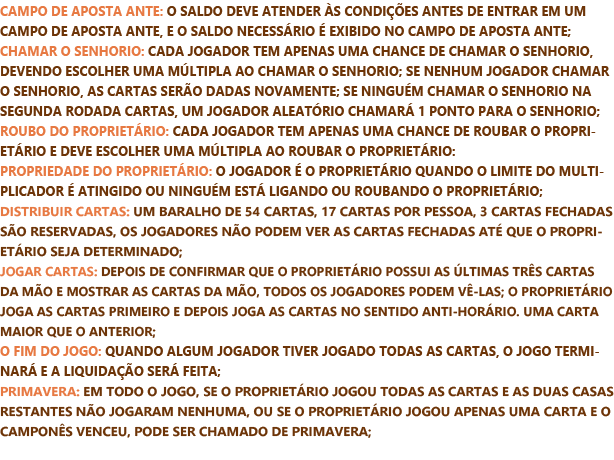 CAMPO DE APOSTA ANTE: O SALDO DEVE ATENDER ÀS CONDIÇÕES ANTES DE ENTRAR EM UM
CAMPO DE APOSTA ANTE, E O SALDO NECESSÁRIO É EXIBIDO NO CAMPO DE APOSTA ANTE;
CHAMAR O SENHORIO: CADA JOGADOR TEM APENAS UMA CHANCE DE CHAMAR O SENHORIO,
DEVENDO ESCOLHER UMA MÚLTIPLA AO CHAMAR O SENHORIO; SE NENHUM JOGADOR CHAMAR
O SENHORIO, AS CARTAS SERÃO DADAS NOVAMENTE; SE NINGUÉM CHAMAR O SENHORIO NA
SEGUNDA RODADA CARTAS, UM JOGADOR ALEATÓRIO CHAMARÁ 1 PONTO PARA O SENHORIO;
ROUBO DO PROPRIETÁRIO: CADA JOGADOR TEM APENAS UMA CHANCE DE ROUBAR O PROPRI-
ETÁRIO E DEVE ESCOLHER UMA MÚLTIPLA AO ROUBAR O PROPRIETÁRIO:
PROPRIEDADE DO PROPRIETÁRIO: O JOGADOR É O PROPRIETÁRIO QUANDO O LIMITE DO MULTI-
PLICADOR É ATINGIDO OU NINGUÉM ESTÁ LIGANDO OU ROUBANDO O PROPRIETÁRIO;
DISTRIBUIR CARTAS: UM BARALHO DE 54 CARTAS, 17 CARTAS POR PESSOA, 3 CARTAS FECHADAS
SÃO RESERVADAS, OS JOGADORES NÃO PODEM VER AS CARTAS FECHADAS ATÉ QUE O PROPRI-
ETÁRIO SEJA DETERMINADO;
JOGAR CARTAS: DEPOIS DE CONFIRMAR QUE O PROPRIETÁRIO POSSUI AS ÚLTIMAS TRÊS CARTAS
DA MÃO E MOSTRAR AS CARTAS DA MÃO, TODOS OS JOGADORES PODEM VÊ-LAS; O PROPRIETÁRIO
JOGA AS CARTAS PRIMEIRO E DEPOIS JOGA AS CARTAS NO SENTIDO ANTI-HORÁRIO. UMA CARTA
MAIOR QUE O ANTERIOR;
O FIM DO JOGO: QUANDO ALGUM JOGADOR TIVER JOGADO TODAS AS CARTAS, O JOGO TERMI-
NARÁ E A LIQUIDAÇÃO SERÁ FEITA;
PRIMAVERA: EM TODO O JOGO, SE O PROPRIETÁRIO JOGOU TODAS AS CARTAS E AS DUAS CASAS
RESTANTES NÃO JOGARAM NENHUMA, OU SE O PROPRIETÁRIO JOGOU APENAS UMA CARTA E O
CAMPONÊS VENCEU, PODE SER CHAMADO DE PRIMAVERA;